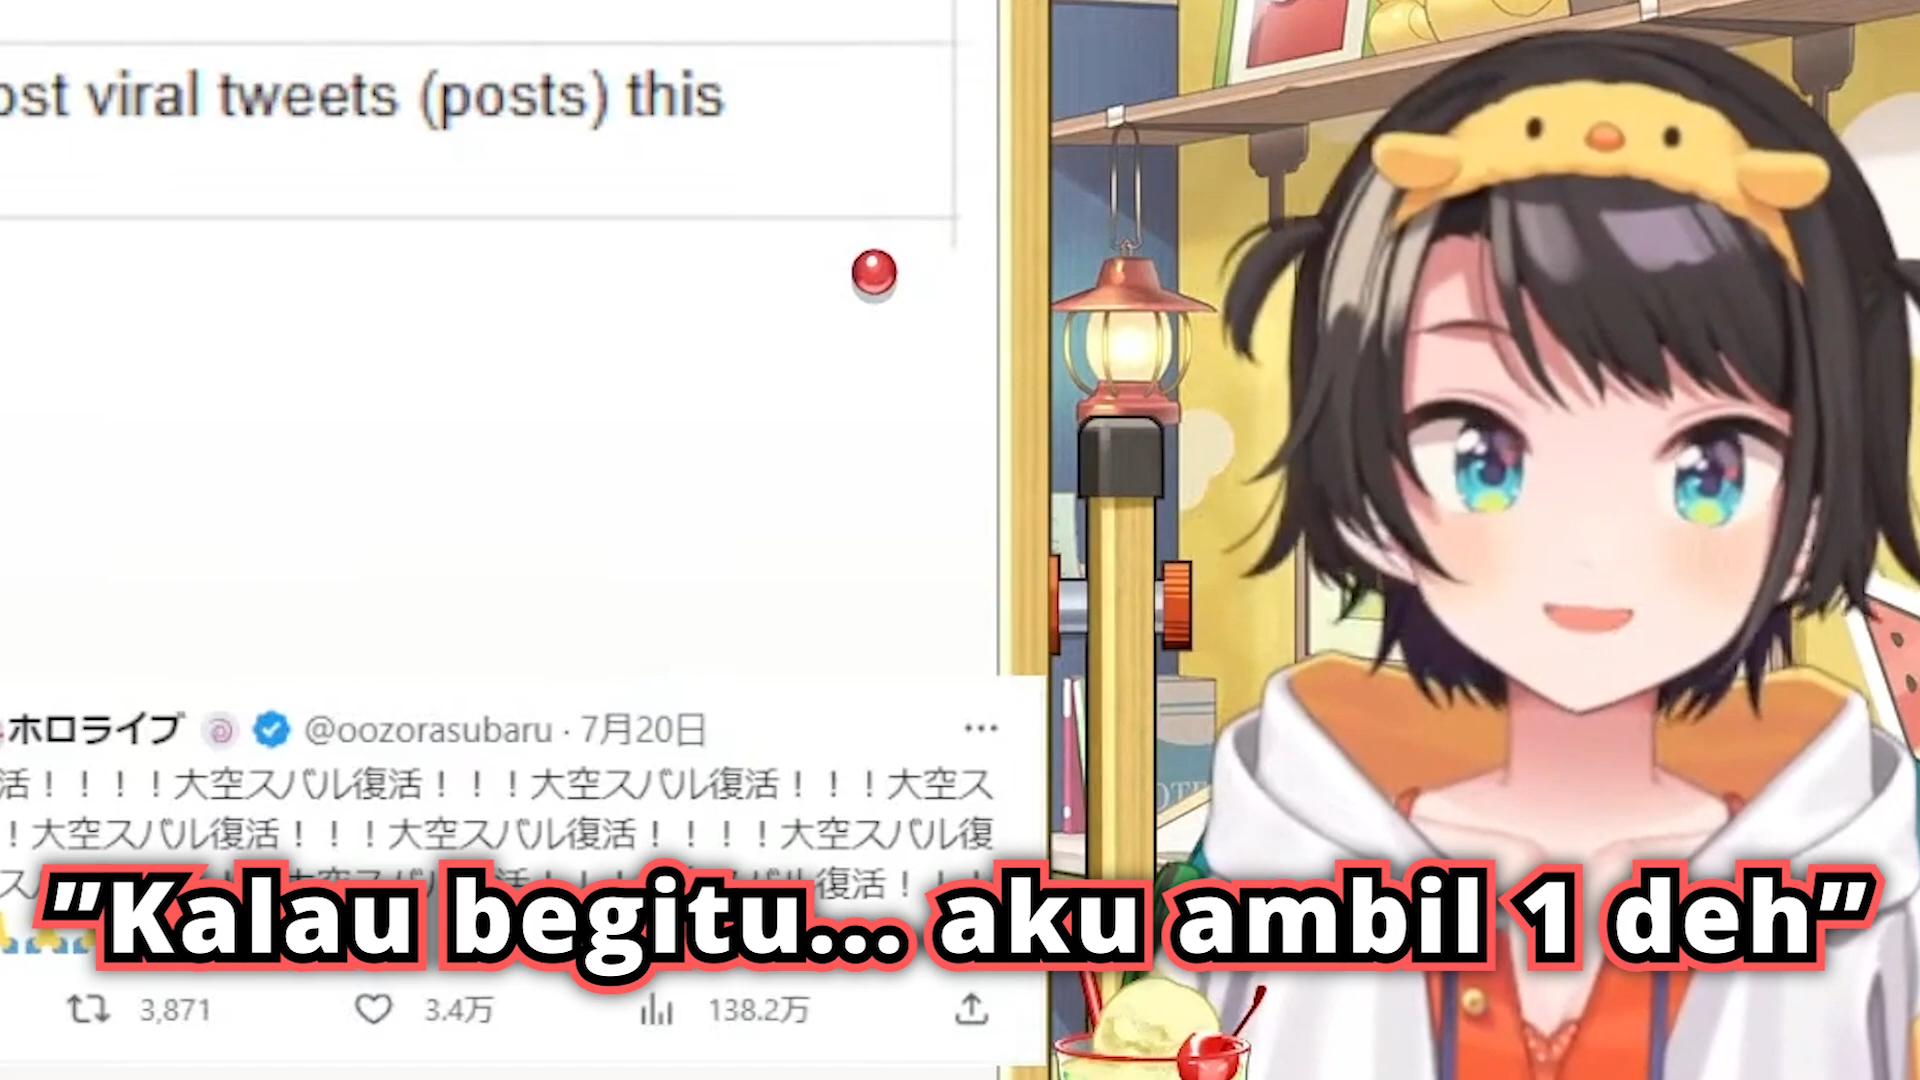 ost viral tweets (posts) this
ホロライブ @oozorasubaru · 7月20日
活！！！！大空スバル復活！！！大空スバル復活！！！大空ス
！大空スバル復活！！！大空スバル復活！！！！大空スバル復
"Kalau begitu... aku ambil 1 deh"
3,871 3.4万 138.2万